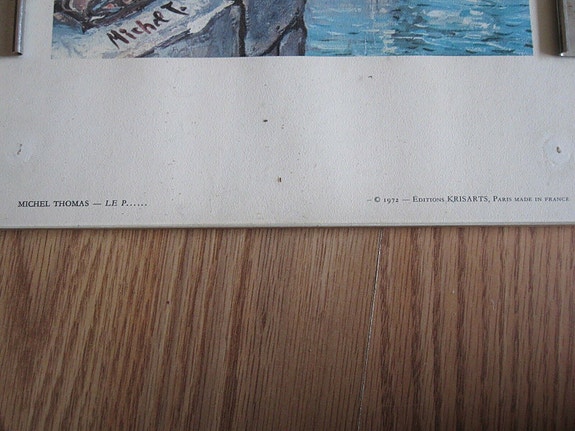 Michel T.
MICHEL THOMAS — LE P......
– © 1972 — Editions KRISARTS, Paris made in france